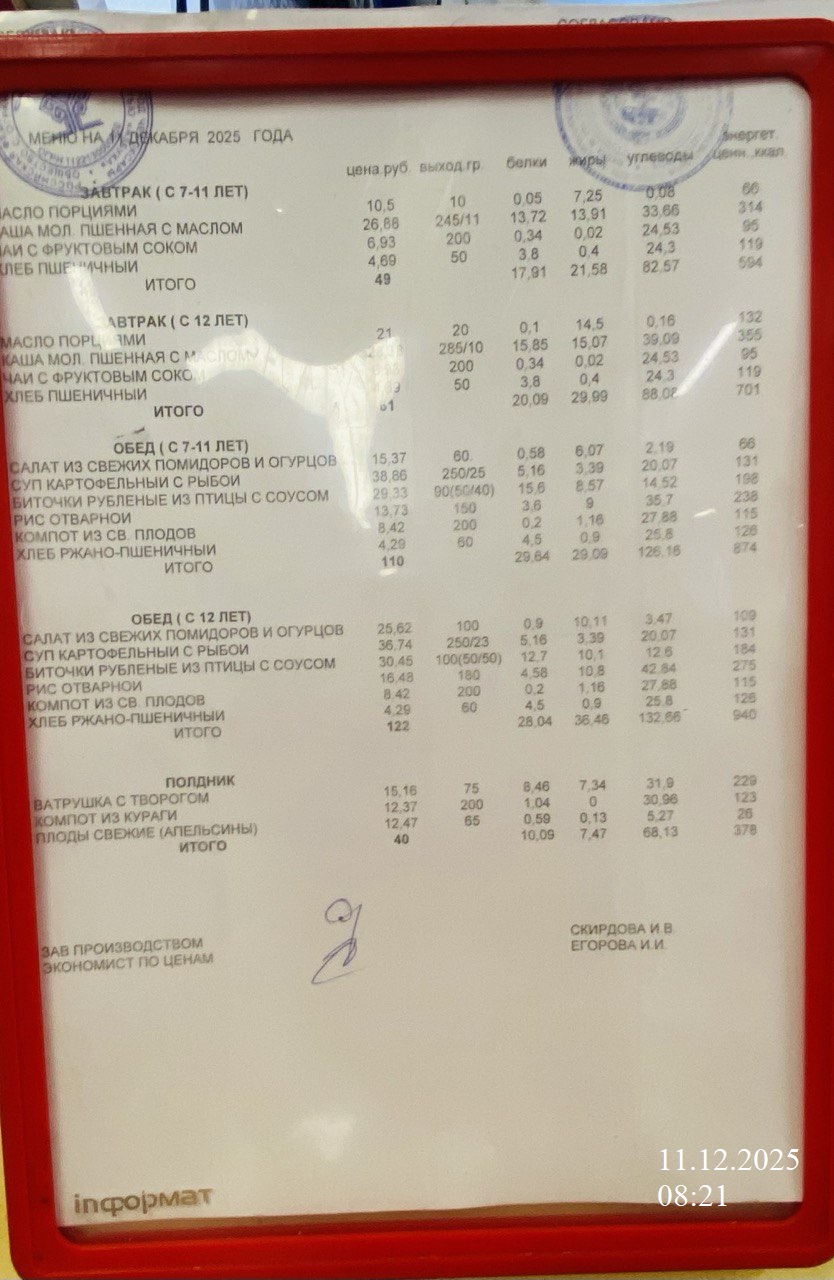 МЕНЮ НА 11 ДЕКАБРЯ 2025 ГОДА
цена.руб. выход.гр. белки жиры углеводы энергет. ценн.,ккал.
ЗАВТРАК ( С 7-11 ЛЕТ)
АСЛО ПОРЦИЯМИ 10,5 10 0,05 7,25 0,08 66
АША МОЛ. ПШЕННАЯ С МАСЛОМ 26,88 245/11 13,72 13,91 33,66 314
АЙ С ФРУКТОВЫМ СОКОМ 6,93 200 0,34 0,02 24,53 95
ХЛЕБ ПШЕНИЧНЫЙ 4,69 50 3,8 0,4 24,3 119
ИТОГО 49 17,91 21,58 82,57 594
АВТРАК ( С 12 ЛЕТ)
МАСЛО ПОРЦИЯМИ 21 20 0,1 14,5 0,16 132
КАША МОЛ. ПШЕННАЯ С МАСЛОМ 285/10 15,85 15,07 39,09 355
ЧАЙ С ФРУКТОВЫМ СОКОМ 200 0,34 0,02 24,53 95
ХЛЕБ ПШЕНИЧНЫЙ 50 3,8 0,4 24,3 119
ИТОГО 61 20,09 29,99 88,08 701
ОБЕД ( С 7-11 ЛЕТ)
САЛАТ ИЗ СВЕЖИХ ПОМИДОРОВ И ОГУРЦОВ 15,37 60. 0,58 6,07 2,19 66
СУП КАРТОФЕЛЬНЫЙ С РЫБОЙ 38,86 250/25 5,16 3,39 20,07 131
БИТОЧКИ РУБЛЕНЫЕ ИЗ ПТИЦЫ С СОУСОМ 29,33 90(50/40) 15,6 8,57 14,52 198
РИС ОТВАРНОЙ 13,73 150 3,6 9 35,7 238
КОМПОТ ИЗ СВ. ПЛОДОВ 8,42 200 0,2 1,16 27,88 115
ХЛЕБ РЖАНО-ПШЕНИЧНЫЙ 4,29 60 4,5 0,9 25,8 126
ИТОГО 110 29,64 29,09 126,16 874
ОБЕД ( С 12 ЛЕТ)
САЛАТ ИЗ СВЕЖИХ ПОМИДОРОВ И ОГУРЦОВ 25,62 100 0,9 10,11 3,47 109
СУП КАРТОФЕЛЬНЫЙ С РЫБОЙ 36,74 250/23 5,16 3,39 20,07 131
БИТОЧКИ РУБЛЕНЫЕ ИЗ ПТИЦЫ С СОУСОМ 30,45 100(50/50) 12,7 10,1 12,6 184
РИС ОТВАРНОЙ 16,48 180 4,58 10,8 42,84 275
КОМПОТ ИЗ СВ. ПЛОДОВ 8,42 200 0,2 1,16 27,88 115
ХЛЕБ РЖАНО-ПШЕНИЧНЫЙ 4,29 60 4,5 0,9 25,8 126
ИТОГО 122 28,04 36,46 132,66 940
ПОЛДНИК
ВАТРУШКА С ТВОРОГОМ 15,16 75 8,46 7,34 31,9 229
КОМПОТ ИЗ КУРАГИ 12,37 200 1,04 0 30,96 123
ПЛОДЫ СВЕЖИЕ (АПЕЛЬСИНЫ) 12,47 65 0,59 0,13 5,27 26
ИТОГО 40 10,09 7,47 68,13 378
ЗАВ ПРОИЗВОДСТВОМ СКИРДОВА И В
ЭКОНОМИСТ ПО ЦЕНАМ ЕГОРОВА И.И.
inформат
11.12.2025
08:21